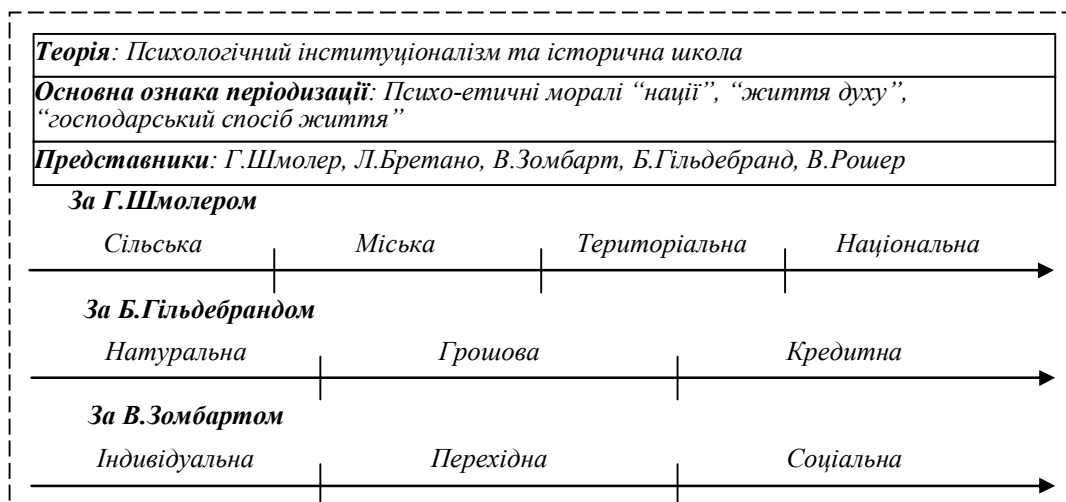 Теорія: Психологічний інституціоналізм та історична школа
Основна ознака періодизації: Психо-етичні моралі “нації”, “життя духу”,
“господарський спосіб життя”
Представники: Г.Шмолер, Л.Бретано, В.Зомбарт, Б.Гільдебранд, В.Рошер
За Г.Шмолером
Сільська Міська Територіальна Національна
За Б.Гільдебрандом
Натуральна Грошова Кредитна
За В.Зомбартом
Індивідуальна Перехідна Соціальна